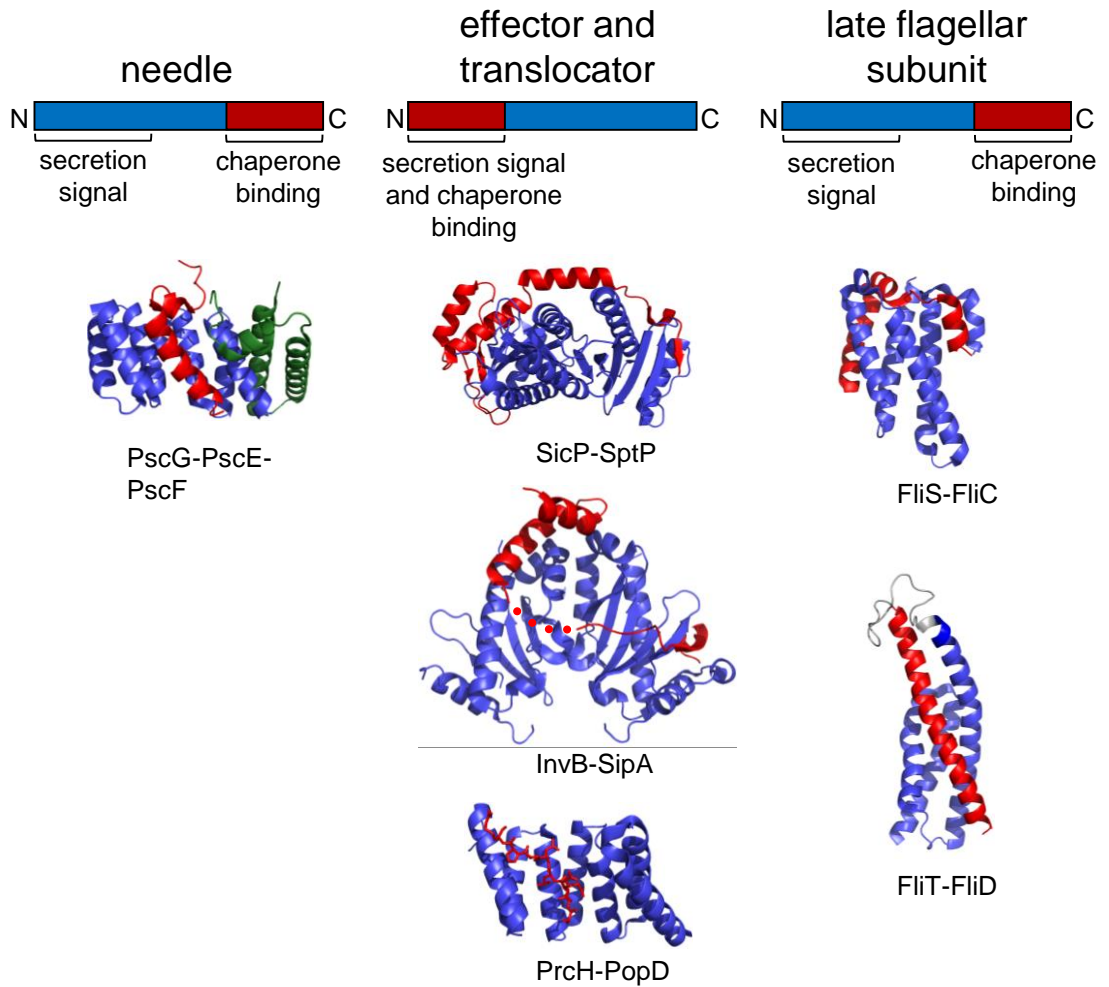 needle
N
C
secretion
signal
chaperone
binding
PscG-PscE-
PscF
effector and
translocator
N
C
secretion signal
and chaperone
binding
SicP-SptP
InvB-SipA
PrcH-PopD
late flagellar
subunit
N
C
secretion
signal
chaperone
binding
FliS-FliC
FliT-FliD